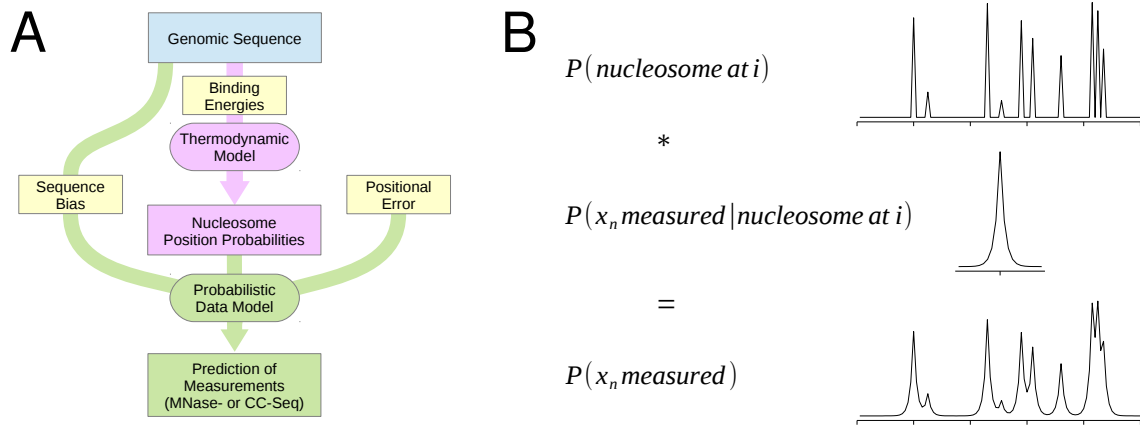 A
Genomic Sequence
Binding
Energies
Thermodynamic
Model
Sequence
Bias
Positional
Error
Nucleosome
Position Probabilities
Probabilistic
Data Model
Prediction of
Measurements
(MNase- or CC-Seq)
B
P(nucleosome at i)
*
P(xₙ measured|nucleosome at i)
=
P(xₙ measured)